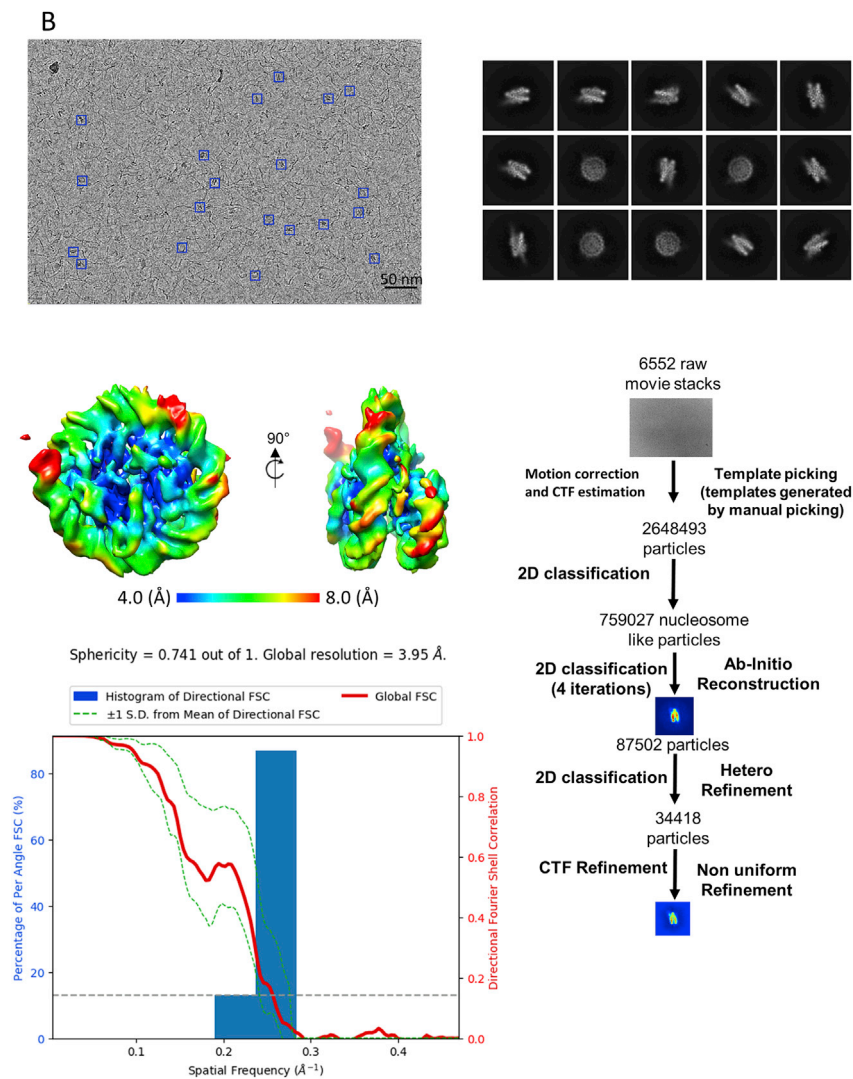 B
50 nm
90°
4.0 (Å)
8.0 (Å)
Sphericity = 0.741 out of 1. Global resolution = 3.95 Å.
Histogram of Directional FSC
Global FSC
±1 S.D. from Mean of Directional FSC
Percentage of Per Angle FSC (%)
80
60
40
20
0
1.0
0.8
0.6
0.4
0.2
0.0
Directional Fourier Shell Correlation
0.1
0.2
0.3
0.4
Spatial Frequency (Å⁻¹)
6552 raw
movie stacks
Motion correction
and CTF estimation
Template picking
(templates generated
by manual picking)
2648493
particles
2D classification
759027 nucleosome
like particles
2D classification
(4 iterations)
Ab-Initio
Reconstruction
87502 particles
2D classification
Hetero
Refinement
34418
particles
CTF Refinement
Non uniform
Refinement